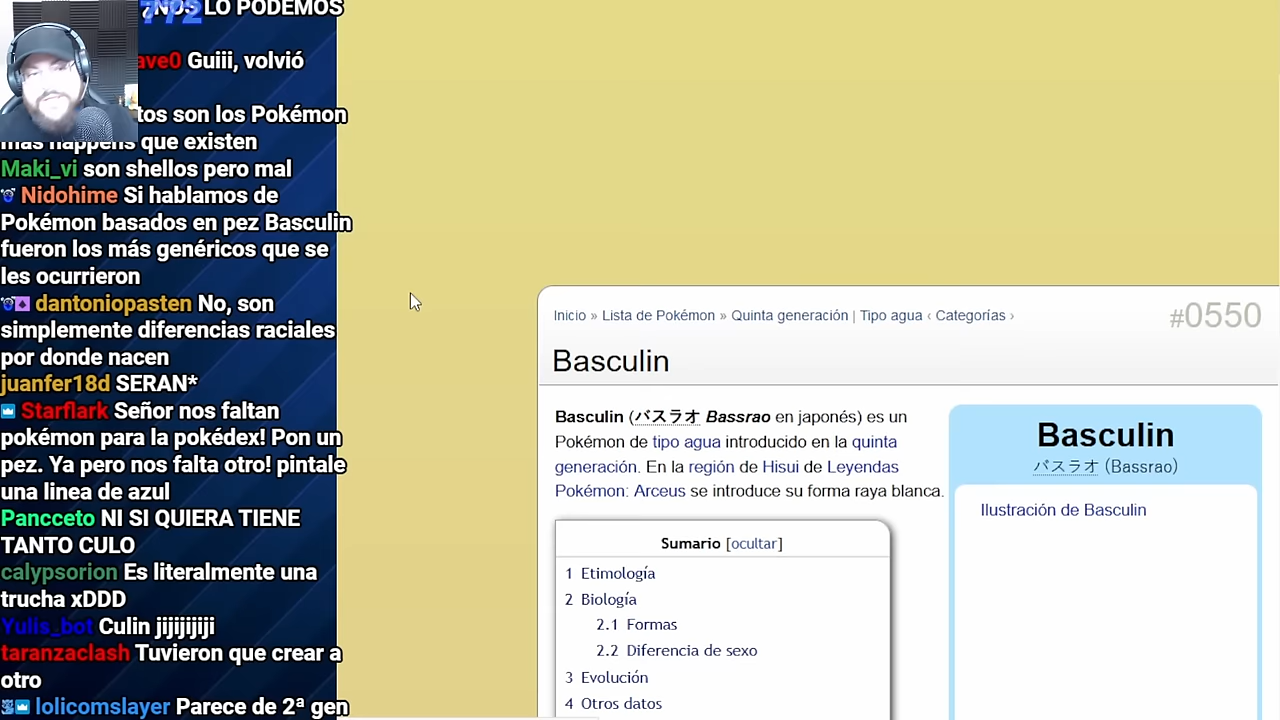 772
¿NOS LO PODEMOS
ave0 Guiii, volvió
tos son los Pokémon
más happens que existen
Maki_vi son shellos pero mal
Nidohime Si hablamos de
Pokémon basados en pez Basculin
fueron los más genéricos que se
les ocurrieron
dantoniopasten No, son
simplemente diferencias raciales
por donde nacen
juanfer18d SERAN*
Starflark Señor nos faltan
pokémon para la pokédex! Pon un
pez. Ya pero nos falta otro! pintale
una linea de azul
Pancceto NI SI QUIERA TIENE
TANTO CULO
calypsorion Es literalmente una
trucha xDDD
Yulis_bot Culin jijijijiji
taranzaclash Tuvieron que crear a
otro
lolicomslayer Parece de 2ª gen
Inicio » Lista de Pokémon » Quinta generación | Tipo agua ‹ Categorías ›
#0550
Basculin
Basculin (バスラオ Bassrao en japonés) es un
Pokémon de tipo agua introducido en la quinta
generación. En la región de Hisui de Leyendas
Pokémon: Arceus se introduce su forma raya blanca.
Sumario [ocultar]
1 Etimología
2 Biología
2.1 Formas
2.2 Diferencia de sexo
3 Evolución
4 Otros datos
Basculin
バスラオ (Bassrao)
Ilustración de Basculin